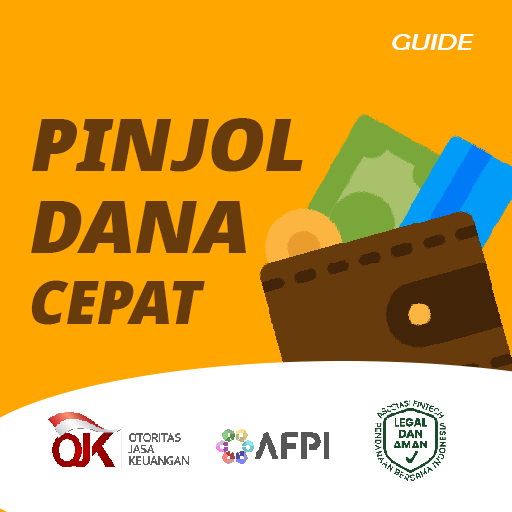 GUIDE
PINJOL
DANA
CEPAT
OJK
OTORITAS
JASA
KEUANGAN
AFPI
ASOSIASI FINTECH
PENDANAAN BERSAMA INDONESIA
LEGAL
DAN
AMAN